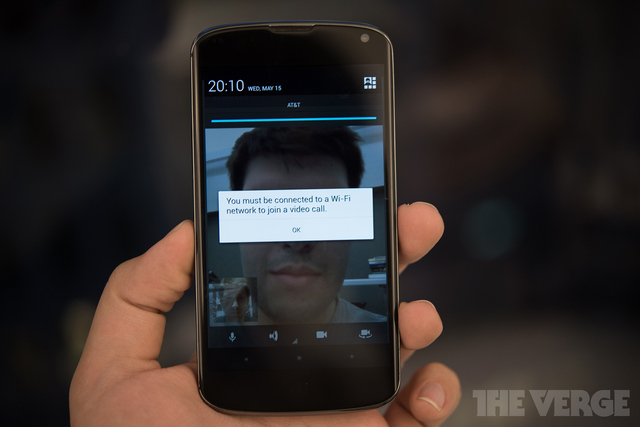 20:10 WED, MAY 15
AT&T
You must be connected to a Wi-Fi
network to join a video call.
OK
THE VERGE